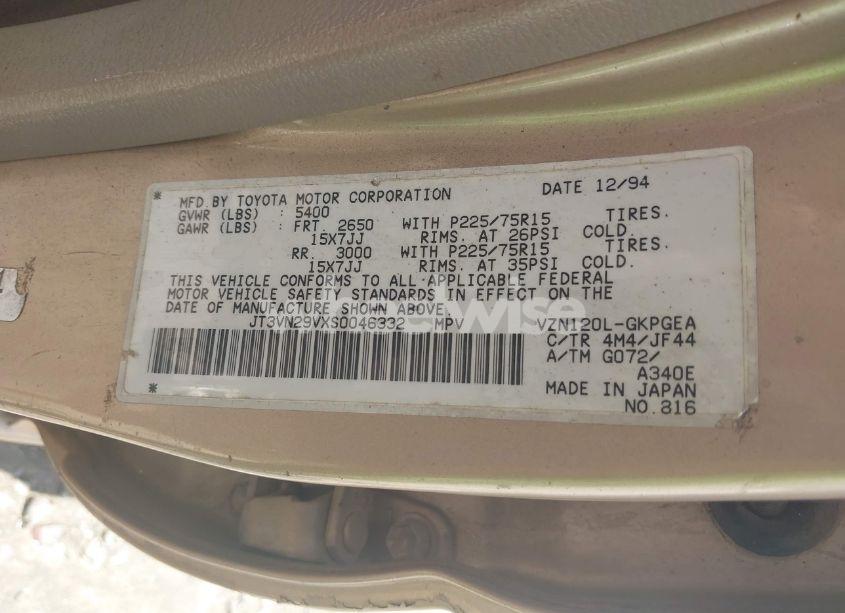 MFD.BY TOYOTA MOTOR CORPORATION DATE 12/94
GVWR (LBS) : 5400
GAWR (LBS) : FRT. 2650 WITH P225/75R15 TIRES.
15X7JJ RIMS. AT 26PSI COLD.
RR. 3000 WITH P225/75R15 TIRES.
15X7JJ RIMS. AT 35PSI COLD.
THIS VEHICLE CONFORMS TO ALL APPLICABLE FEDERAL
MOTOR VEHICLE SAFETY STANDARDS IN EFFECT ON THE
DATE OF MANUFACTURE SHOWN ABOVE.
JT3VN29VXS0046332 MPV VZN120L-GKPGEA
C/TR 4M4/JF44
A/TM G072/
A340E
MADE IN JAPAN
NO.816